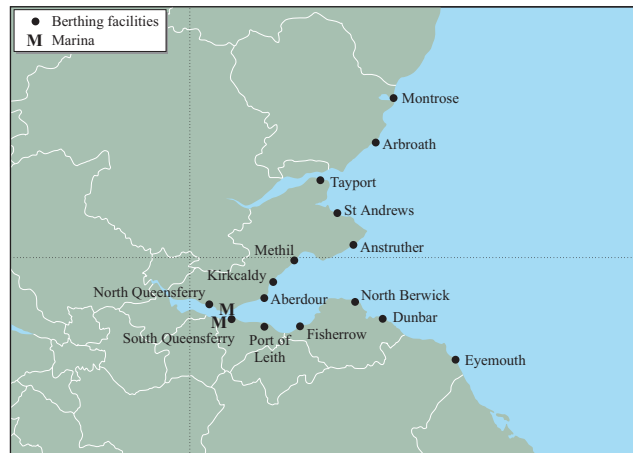 Berthing facilities
M Marina
Montrose
Arbroath
Tayport
St Andrews
Anstruther
Methil
Kirkcaldy
North Queensferry
Aberdour
North Berwick
M
M
Dunbar
South Queensferry
Port of
Leith
Fisherrow
Eyemouth